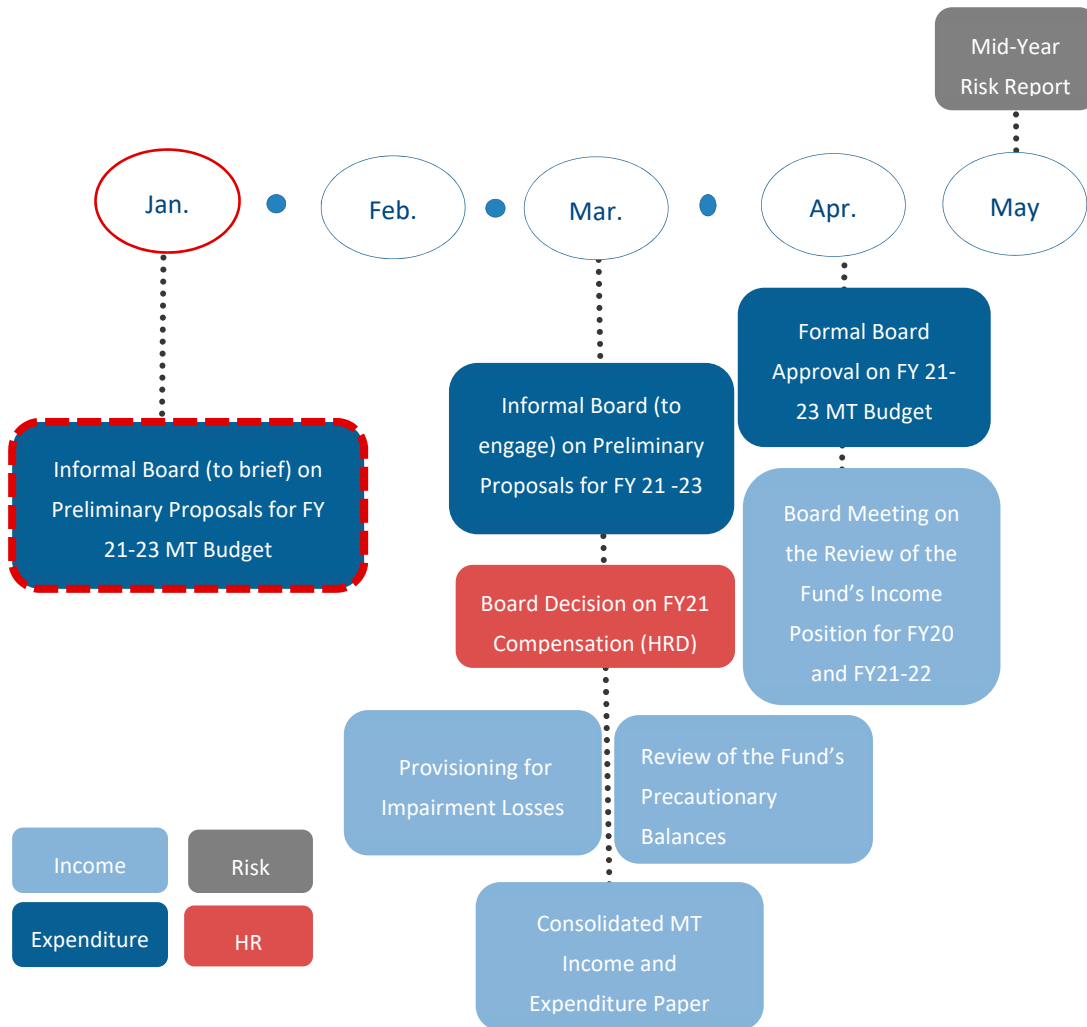 Mid-Year
Risk Report
Jan.
Feb.
Mar.
Apr.
May
Informal Board (to brief) on
Preliminary Proposals for FY
21-23 MT Budget
Informal Board (to
engage) on Preliminary
Proposals for FY 21 -23
Formal Board
Approval on FY 21-
23 MT Budget
Board Decision on FY21
Compensation (HRD)
Board Meeting on
the Review of the
Fund’s Income
Position for FY20
and FY21-22
Provisioning for
Impairment Losses
Review of the Fund’s
Precautionary
Balances
Consolidated MT
Income and
Expenditure Paper
Income
Risk
Expenditure
HR